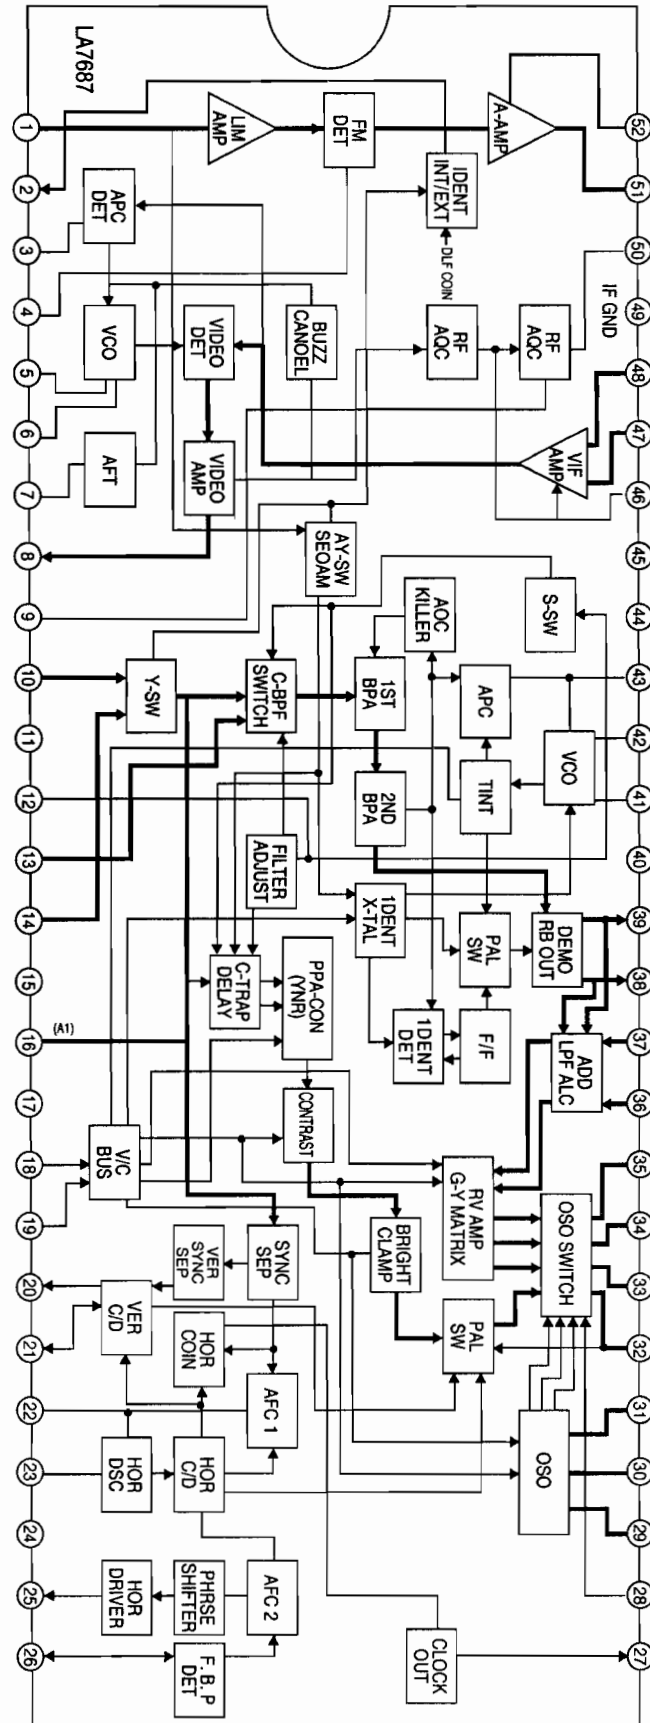 LA7687
1
2
3
4
5
6
7
8
9
10
11
12
13
14
15
16
17
18
19
20
21
22
23
24
25
26
52
51
50
49
48
47
46
45
44
43
42
41
40
39
38
37
36
35
34
33
32
31
30
29
28
27
IF GND
LIM
AMP
FM
DET
A-AMP
APC
DET
IDENT
INT/EXT
DLF COIN
VCO
VIDEO
DET
BUZZ
CANOEL
RF
AQC
RF
AQC
AFT
VIDEO
AMP
VIF
AMP
AY-SW
SEOAM
AOC
KILLER
S-SW
Y-SW
C-BPF
SWITCH
1ST
BPA
APC
VCO
2ND
BPA
TINT
FILTER
ADJUST
1DENT
X-TAL
PAL
SW
DEMO
RB OUT
C-TRAP
DELAY
PPA-CON
(YNR)
1DENT
DET
F/F
ADD
LPF ALC
(A1)
V/C
BUS
CONTRAST
RV AMP
G-Y MATRIX
OSO SWITCH
VER
SYNC
SEP
SYNC
SEP
BRIGHT
CLAMP
VER
C/D
HOR
COIN
PAL
SW
AFC 1
HOR
DSC
HOR
C/D
OSO
HOR
DRIVER
PHRSE
SHIFTER
AFC 2
F. B. P
DET
CLOCK
OUT